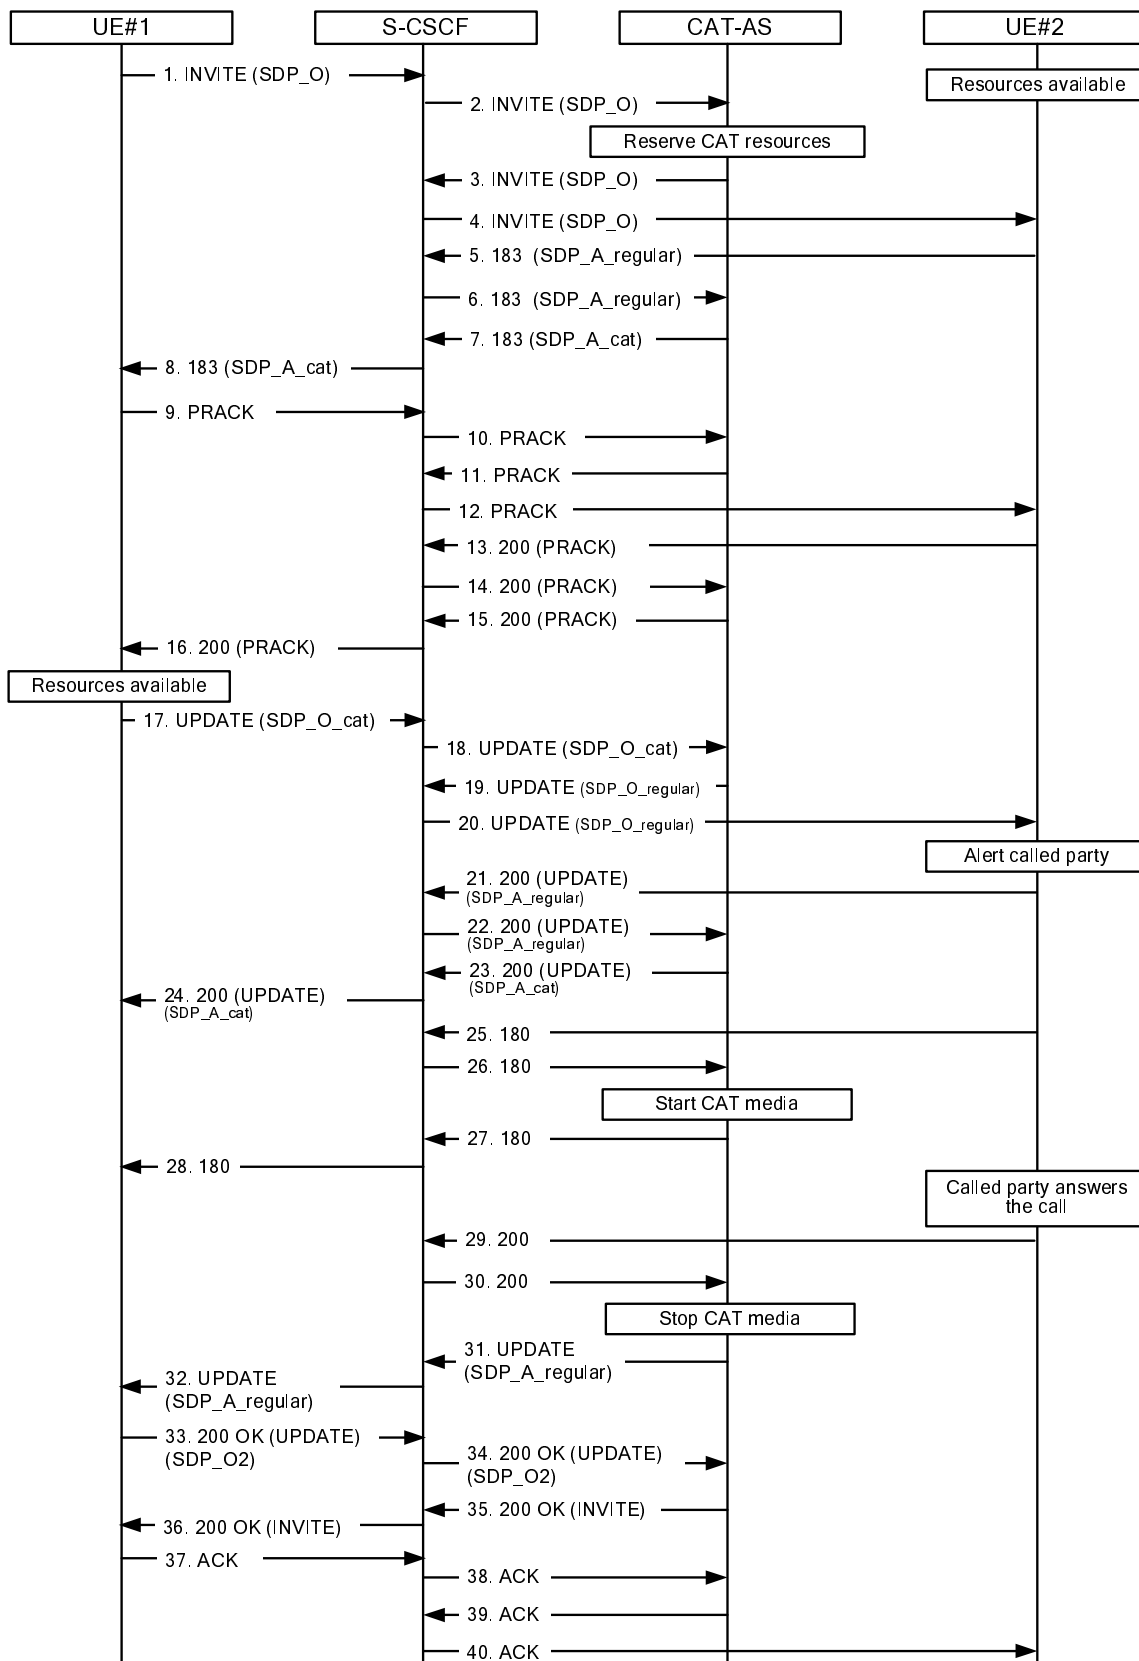 UE#1
S-CSCF
CAT-AS
UE#2
1. INVITE (SDP_O)
Resources available
2. INVITE (SDP_O)
Reserve CAT resources
3. INVITE (SDP_O)
4. INVITE (SDP_O)
5. 183 (SDP_A_regular)
6. 183 (SDP_A_regular)
7. 183 (SDP_A_cat)
8. 183 (SDP_A_cat)
9. PRACK
10. PRACK
11. PRACK
12. PRACK
13. 200 (PRACK)
14. 200 (PRACK)
15. 200 (PRACK)
16. 200 (PRACK)
Resources available
17. UPDATE (SDP_O_cat)
18. UPDATE (SDP_O_cat)
19. UPDATE (SDP_O_regular)
20. UPDATE (SDP_O_regular)
Alert called party
21. 200 (UPDATE)
(SDP_A_regular)
22. 200 (UPDATE)
(SDP_A_regular)
23. 200 (UPDATE)
(SDP_A_cat)
24. 200 (UPDATE)
(SDP_A_cat)
25. 180
26. 180
Start CAT media
27. 180
28. 180
Called party answers
the call
29. 200
30. 200
Stop CAT media
31. UPDATE
(SDP_A_regular)
32. UPDATE
(SDP_A_regular)
33. 200 OK (UPDATE)
(SDP_O2)
34. 200 OK (UPDATE)
(SDP_O2)
35. 200 OK (INVITE)
36. 200 OK (INVITE)
37. ACK
38. ACK
39. ACK
40. ACK